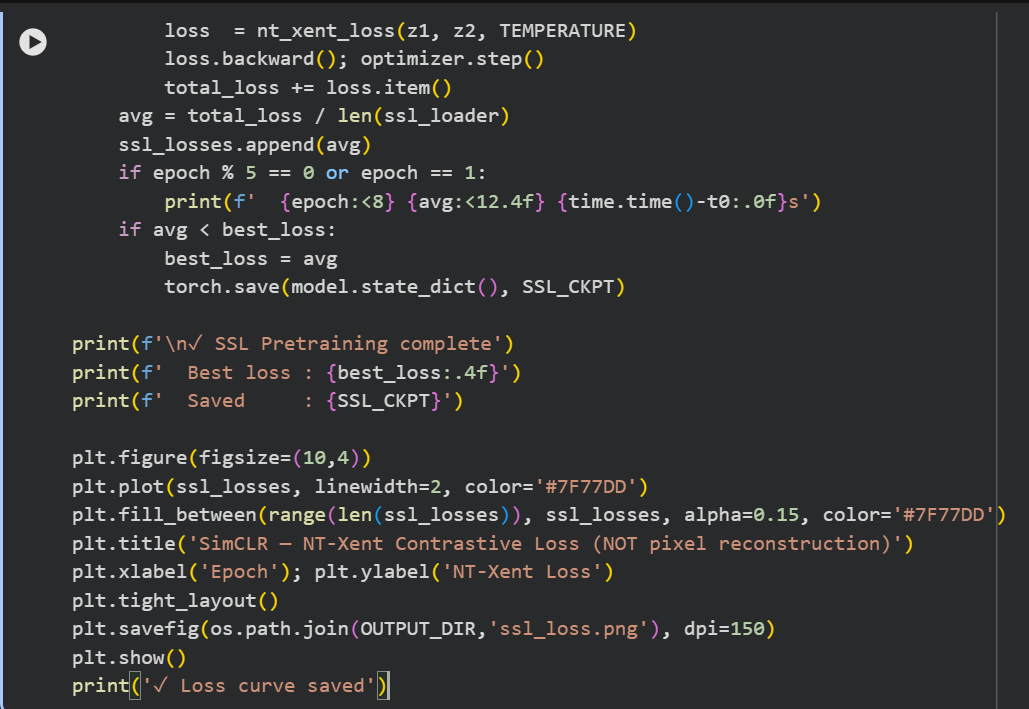 loss  = nt_xent_loss(z1, z2, TEMPERATURE)
        loss.backward(); optimizer.step()
        total_loss += loss.item()
    avg = total_loss / len(ssl_loader)
    ssl_losses.append(avg)
    if epoch % 5 == 0 or epoch == 1:
        print(f'  {epoch:<8} {avg:<12.4f} {time.time()-t0:.0f}s')
    if avg < best_loss:
        best_loss = avg
        torch.save(model.state_dict(), SSL_CKPT)

print(f'\n✓ SSL Pretraining complete')
print(f'  Best loss : {best_loss:.4f}')
print(f'  Saved     : {SSL_CKPT}')

plt.figure(figsize=(10,4))
plt.plot(ssl_losses, linewidth=2, color='#7F77DD')
plt.fill_between(range(len(ssl_losses)), ssl_losses, alpha=0.15, color='#7F77DD')
plt.title('SimCLR — NT-Xent Contrastive Loss (NOT pixel reconstruction)')
plt.xlabel('Epoch'); plt.ylabel('NT-Xent Loss')
plt.tight_layout()
plt.savefig(os.path.join(OUTPUT_DIR,'ssl_loss.png'), dpi=150)
plt.show()
print('✓ Loss curve saved')